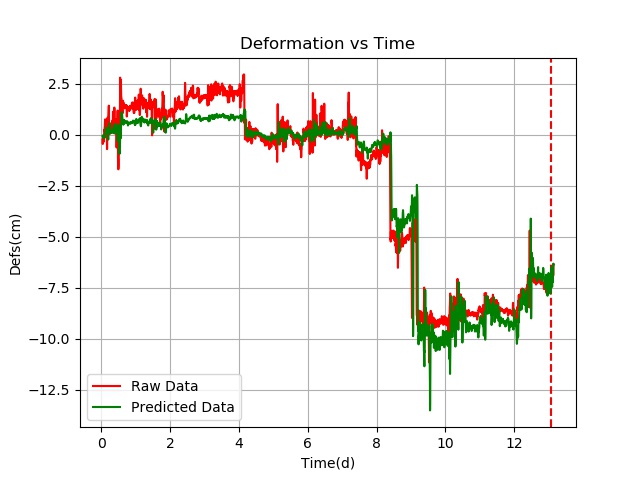 Deformation vs Time
2.5
0.0
−2.5
−5.0
−7.5
−10.0
−12.5
Defs(cm)
Raw Data
Predicted Data
0 2 4 6 8 10 12
Time(d)